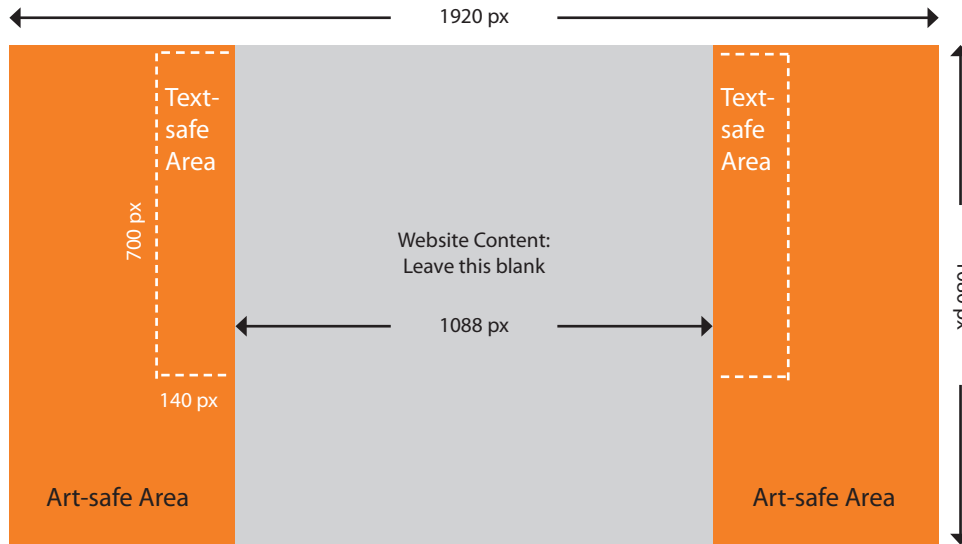 1920 px
Text-
safe
Area
Text-
safe
Area
700 px
Website Content:
Leave this blank
1088 px
140 px
Art-safe Area
Art-safe Area